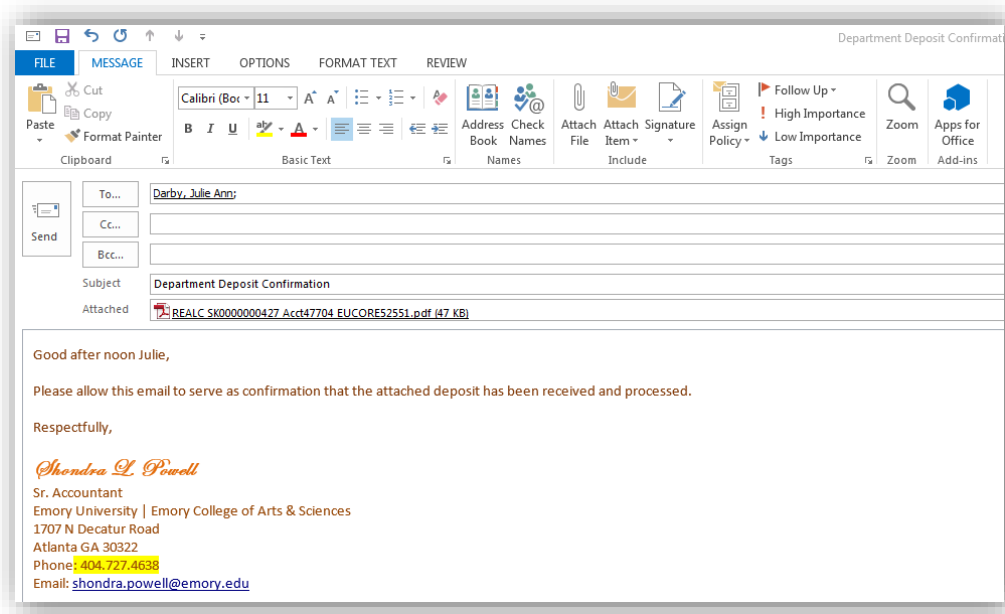 Department Deposit Confirmati
FILE MESSAGE INSERT OPTIONS FORMAT TEXT REVIEW
Paste
Cut
Copy
Format Painter
Clipboard
Calibri (Boc 11
B I U
Basic Text
Address Book
Check Names
Names
Attach File
Attach Item
Signature
Include
Assign Policy
Follow Up
High Importance
Low Importance
Tags
Zoom
Zoom
Apps for Office
Add-ins
Send
To... Darby, Julie Ann;
Cc...
Bcc...
Subject Department Deposit Confirmation
Attached REALC SK0000000427 Acct47704 EUCORE52551.pdf (47 KB)
Good after noon Julie,
Please allow this email to serve as confirmation that the attached deposit has been received and processed.
Respectfully,
Shondra L. Powell
Sr. Accountant
Emory University | Emory College of Arts & Sciences
1707 N Decatur Road
Atlanta GA 30322
Phone: 404.727.4638
Email: shondra.powell@emory.edu